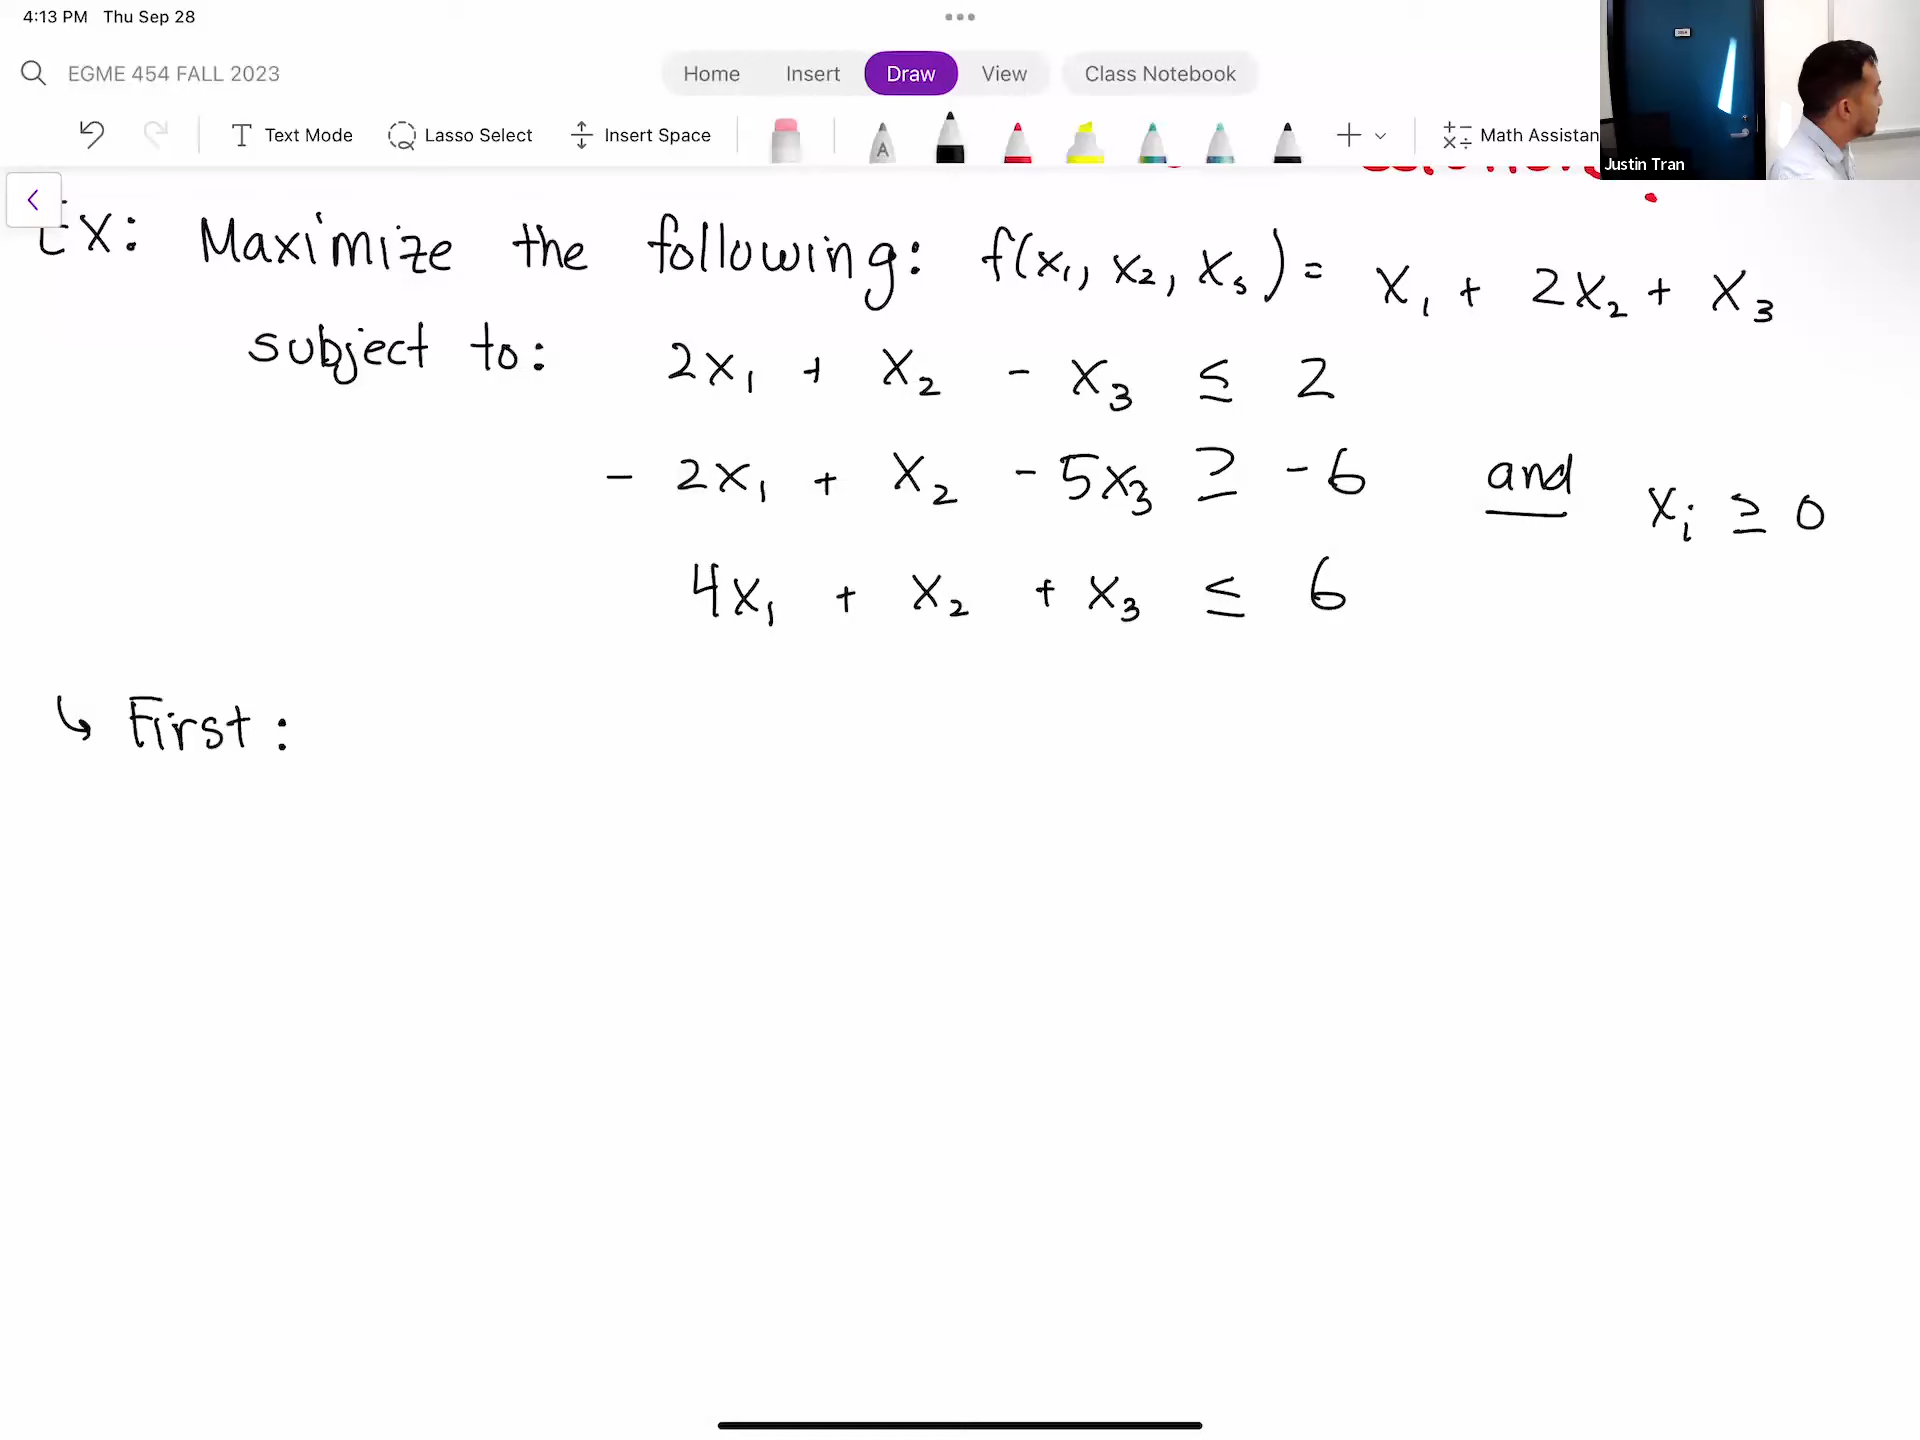 4:13 PM Thu Sep 28
EGME 454 FALL 2023
Home Insert Draw View Class Notebook
Text Mode Lasso Select Insert Space A Math Assistan
Justin Tran
EX: Maximize the following: f(x₁, x₂, x₃) = x₁ + 2x₂ + x₃
subject to: 2x₁ + x₂ - x₃ ≤ 2
- 2x₁ + x₂ - 5x₃ ≥ -6 and xᵢ ≥ 0
4x₁ + x₂ + x₃ ≤ 6
↳ First: